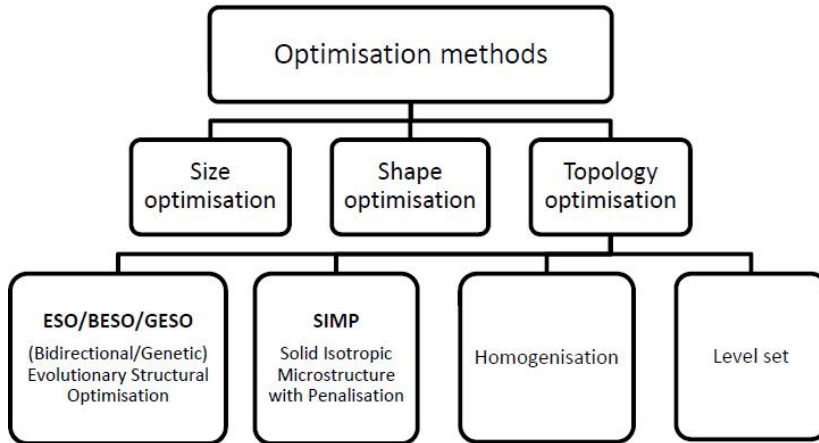 Optimisation methods
Size
optimisation
Shape
optimisation
Topology
optimisation
ESO/BESO/GESO
(Bidirectional/Genetic)
Evolutionary Structural
Optimisation
SIMP
Solid Isotropic
Microstructure
with Penalisation
Homogenisation
Level set